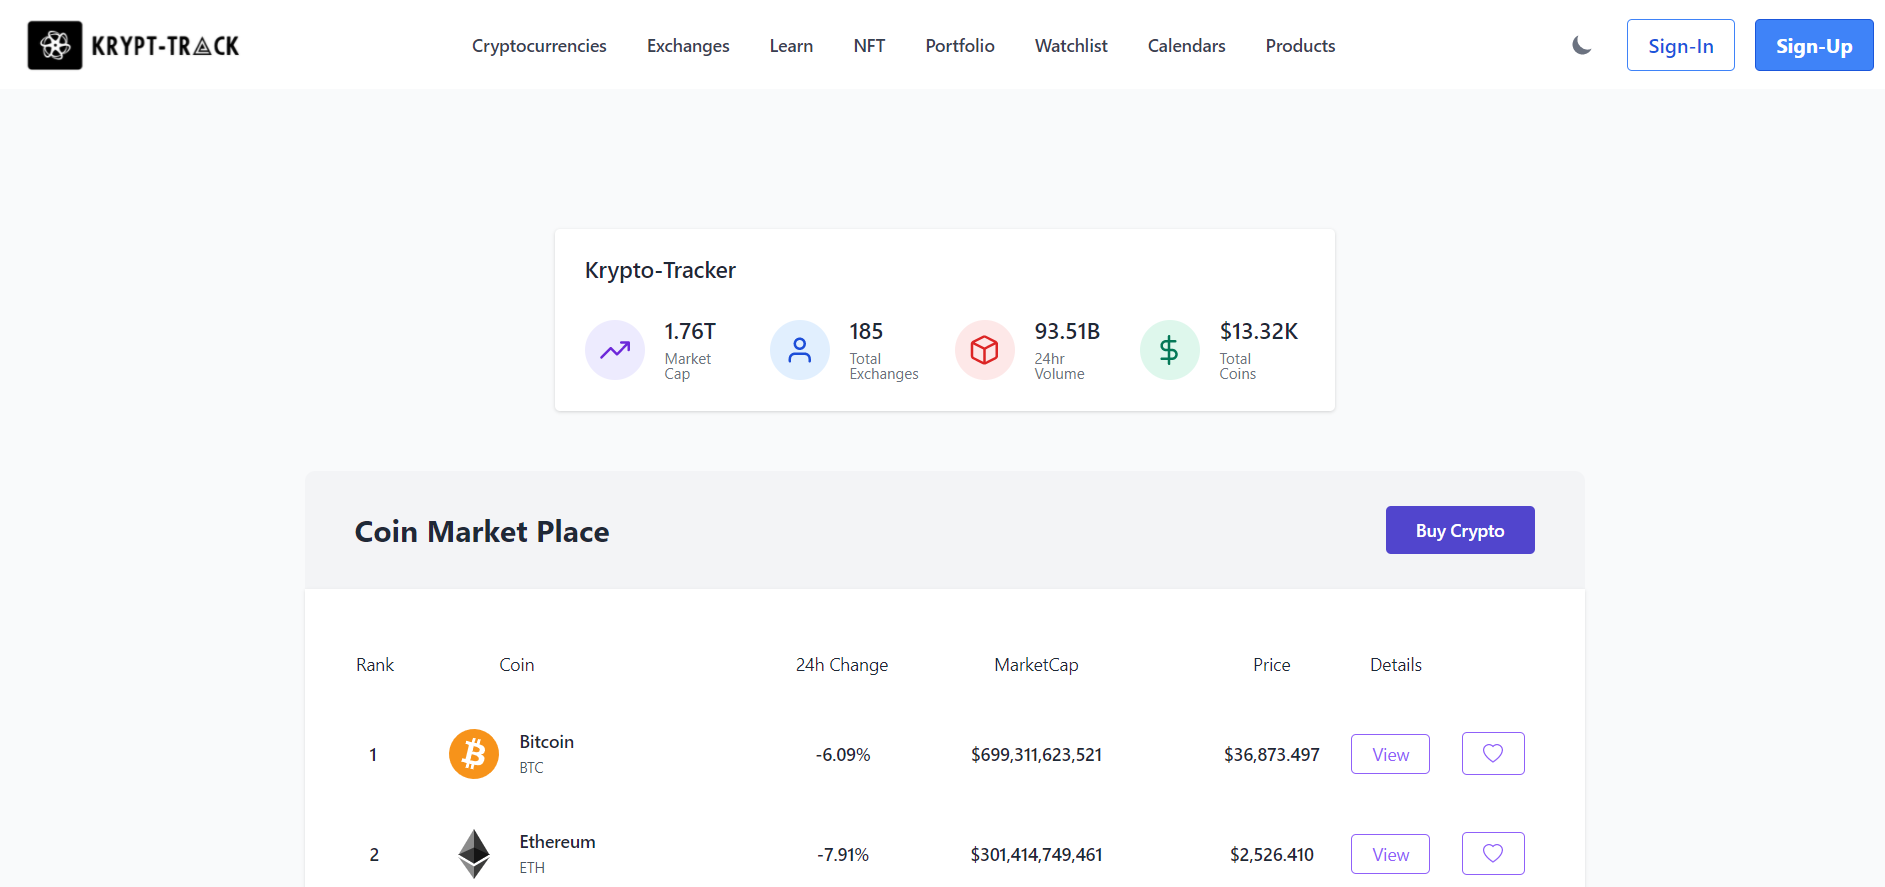 KRYPT-TRACK
Cryptocurrencies Exchanges Learn NFT Portfolio Watchlist Calendars Products
Sign-In Sign-Up
Krypto-Tracker
1.76T
Market
Cap
185
Total
Exchanges
93.51B
24hr
Volume
$13.32K
Total
Coins
Coin Market Place
Buy Crypto
Rank Coin 24h Change MarketCap Price Details
1 Bitcoin -6.09% $699,311,623,521 $36,873.497 View
BTC
2 Ethereum -7.91% $301,414,749,461 $2,526.410 View
ETH